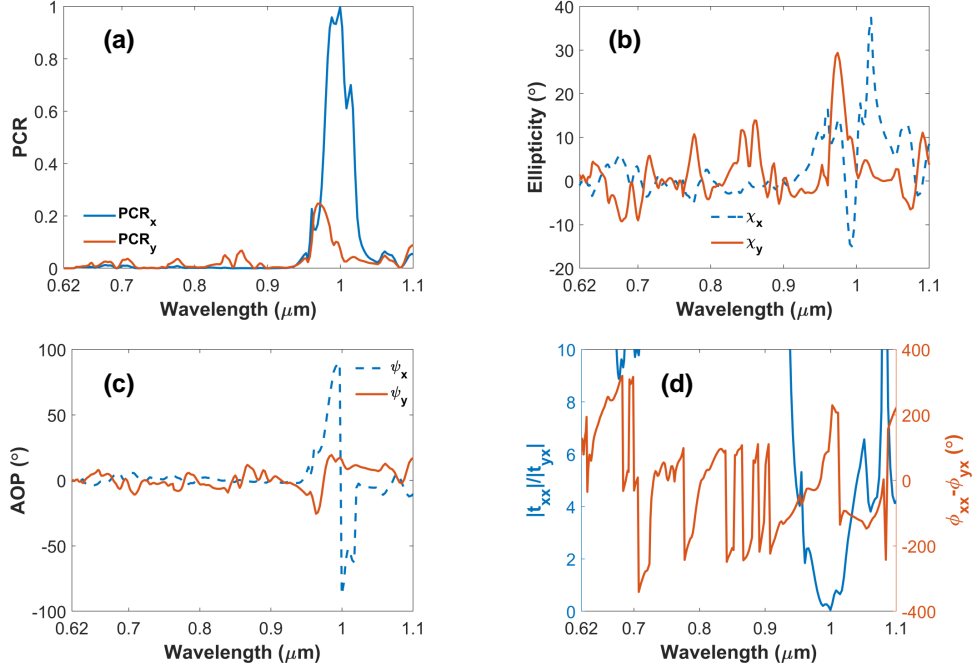 (a)
1
0.8
0.6
0.4
0.2
0
PCR
PCRx
PCRy
0.62 0.7 0.8 0.9 1 1.1
Wavelength (μm)
(b)
40
30
20
10
0
-10
-20
Ellipticity (°)
χx
χy
0.62 0.7 0.8 0.9 1 1.1
Wavelength (μm)
(c)
100
50
0
-50
-100
AOP (°)
ψx
ψy
0.62 0.7 0.8 0.9 1 1.1
Wavelength (μm)
(d)
10
8
6
4
2
0
|txx|/|tyx|
400
200
0
-200
-400
ϕxx-ϕyx (°)
0.62 0.7 0.8 0.9 1 1.1
Wavelength (μm)